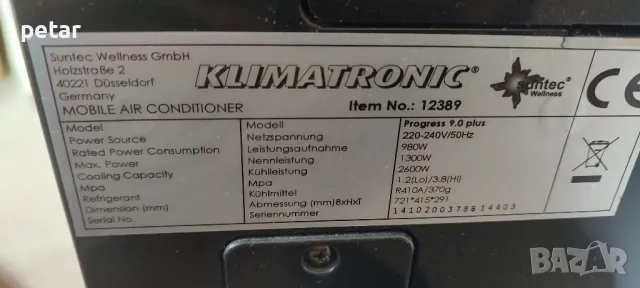 petar
Suntec Wellness GmbH
Holzstraße 2
40221 Düsseldorf
Germany
MOBILE AIR CONDITIONER
KLIMATRONIC®
suntec®
Wellness
Item No.: 12389
CE
Model Modell Progress 9.0 plus
Power Source Netzspannung 220-240V/50Hz
Rated Power Consumption Leistungsaufnahme 980W
Max. Power Nennleistung 1300W
Cooling Capacity Kühlleistung 2600W
Mpa Mpa 1.2(Lo)/3.8(Hi)
Refrigerant Kühlmittel R410A/370g
Dimension (mm) Abmessung (mm)BxHxT 721*415*291
Serial No. Seriennummer 1410200378614403
BAZAR
bg